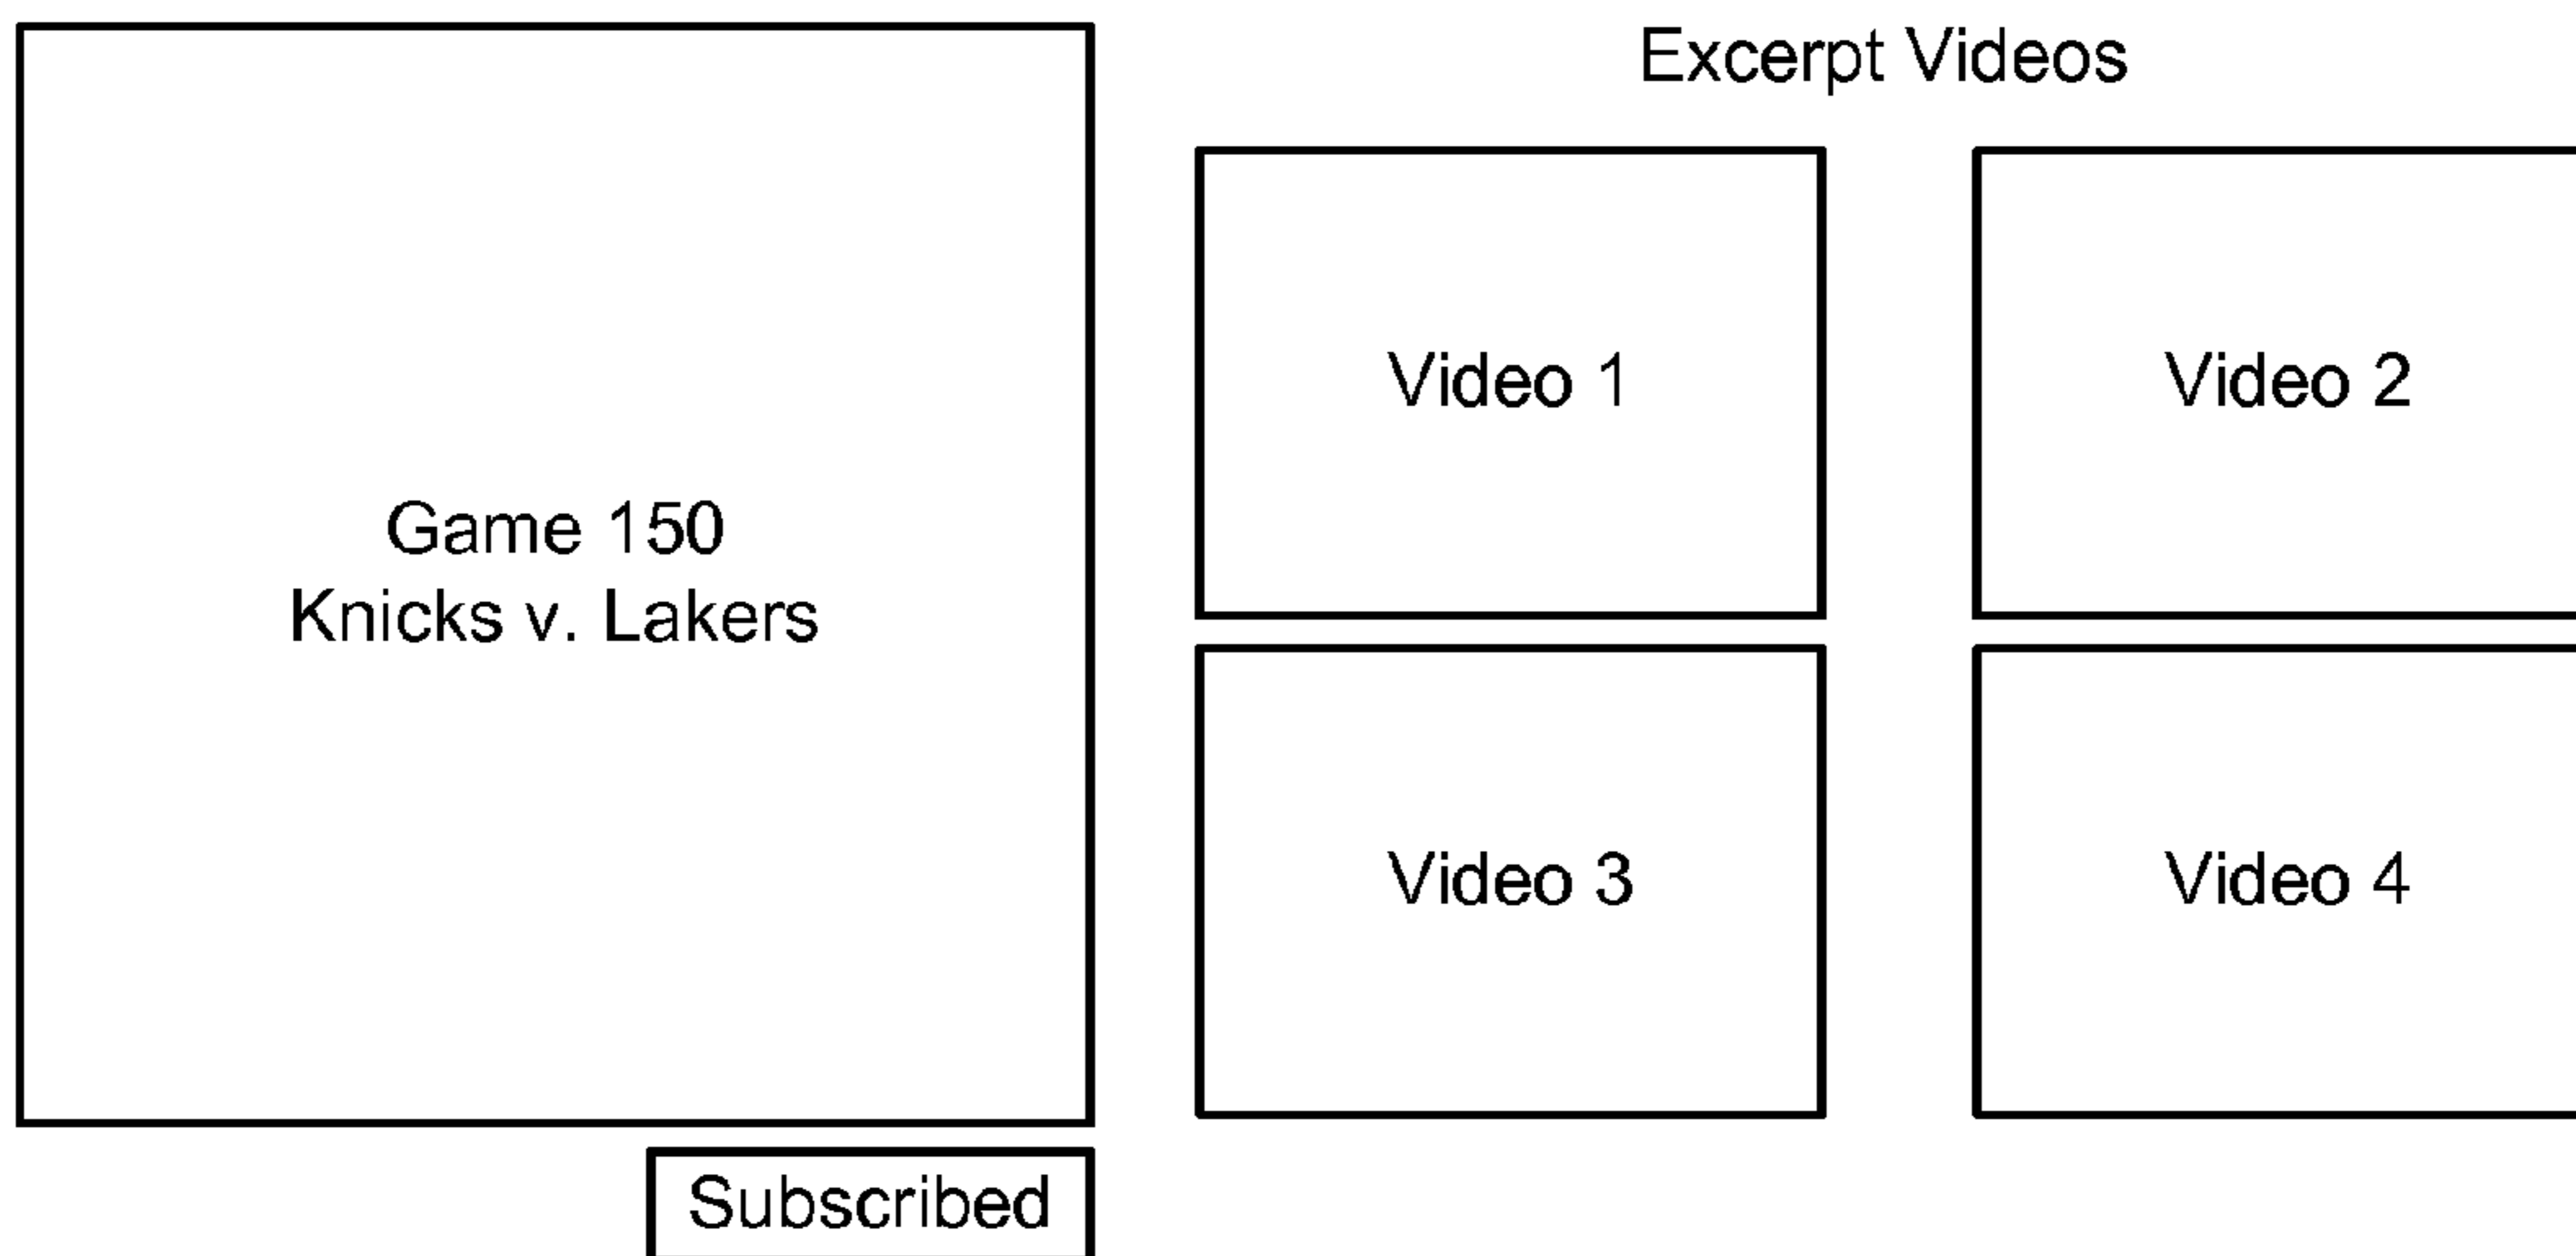 Game 150
Knicks v. Lakers
Subscribed
Excerpt Videos
Video 1
Video 2
Video 3
Video 4